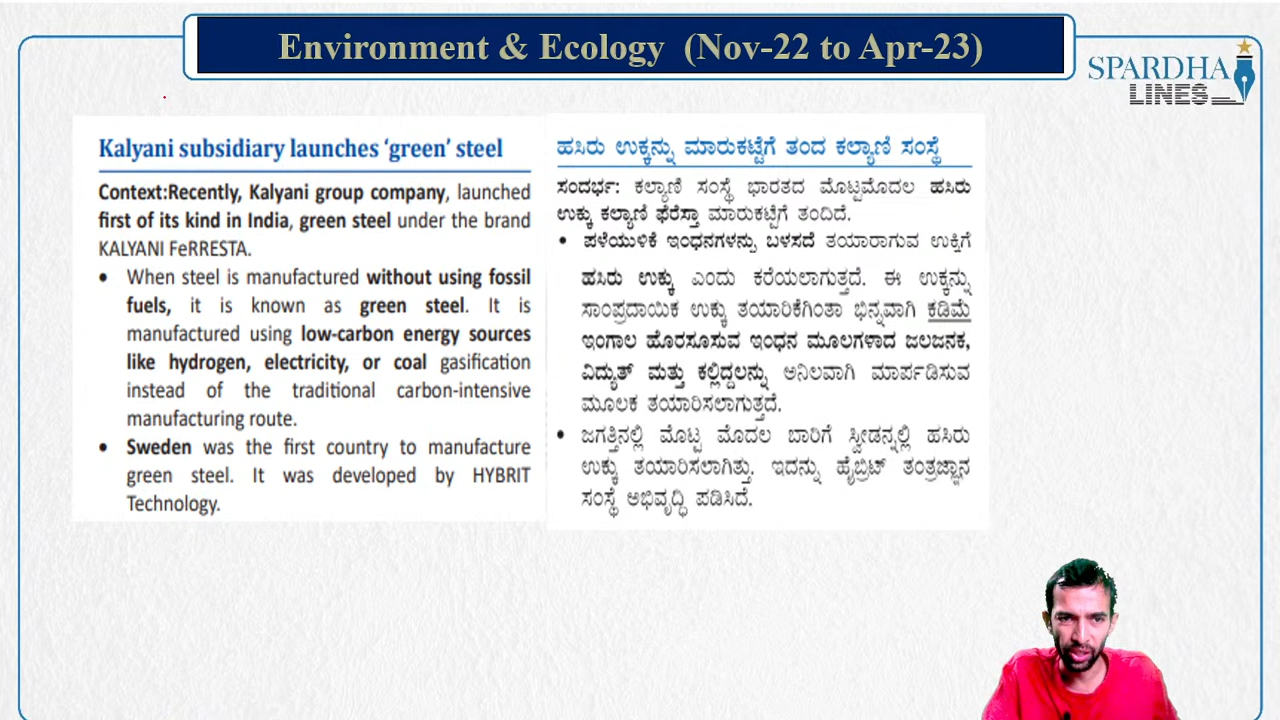 Environment & Ecology (Nov-22 to Apr-23)
SPARDHA
LINES
Kalyani subsidiary launches ‘green’ steel
Context:Recently, Kalyani group company, launched
first of its kind in India, green steel under the brand
KALYANI FeRRESTA.
• When steel is manufactured without using fossil
fuels, it is known as green steel. It is
manufactured using low-carbon energy sources
like hydrogen, electricity, or coal gasification
instead of the traditional carbon-intensive
manufacturing route.
• Sweden was the first country to manufacture
green steel. It was developed by HYBRIT
Technology.
ಹಸಿರು ಉಕ್ಕನ್ನು ಮಾರುಕಟ್ಟೆಗೆ ತಂದ ಕಲ್ಯಾಣಿ ಸಂಸ್ಥೆ
ಸಂದರ್ಭ: ಕಲ್ಯಾಣಿ ಸಂಸ್ಥೆ ಭಾರತದ ಮೊಟ್ಟಮೊದಲ ಹಸಿರು
ಉಕ್ಕು ಕಲ್ಯಾಣಿ ಫೆರೆಸ್ತಾ ಮಾರುಕಟ್ಟೆಗೆ ತಂದಿದೆ.
• ಪಳೆಯುಳಿಕೆ ಇಂಧನಗಳನ್ನು ಬಳಸದೆ ತಯಾರಾಗುವ ಉಕ್ಕಿಗೆ
ಹಸಿರು ಉಕ್ಕು ಎಂದು ಕರೆಯಲಾಗುತ್ತದೆ. ಈ ಉಕ್ಕನ್ನು
ಸಾಂಪ್ರದಾಯಿಕ ಉಕ್ಕು ತಯಾರಿಕೆಗಿಂತಾ ಭಿನ್ನವಾಗಿ ಕಡಿಮೆ
ಇಂಗಾಲ ಹೊರಸೂಸುವ ಇಂಧನ ಮೂಲಗಳಾದ ಜಲಜನಕ,
ವಿದ್ಯುತ್ ಮತ್ತು ಕಲ್ಲಿದ್ದಲನ್ನು ಅನಿಲವಾಗಿ ಮಾರ್ಪಡಿಸುವ
ಮೂಲಕ ತಯಾರಿಸಲಾಗುತ್ತದೆ.
• ಜಗತ್ತಿನಲ್ಲಿ ಮೊಟ್ಟ ಮೊದಲ ಬಾರಿಗೆ ಸ್ವೀಡನ್ನಲ್ಲಿ ಹಸಿರು
ಉಕ್ಕು ತಯಾರಿಸಲಾಗಿತ್ತು. ಇದನ್ನು ಹೈಬ್ರಿಟ್ ತಂತ್ರಜ್ಞಾನ
ಸಂಸ್ಥೆ ಅಭಿವೃದ್ಧಿ ಪಡಿಸಿದೆ.